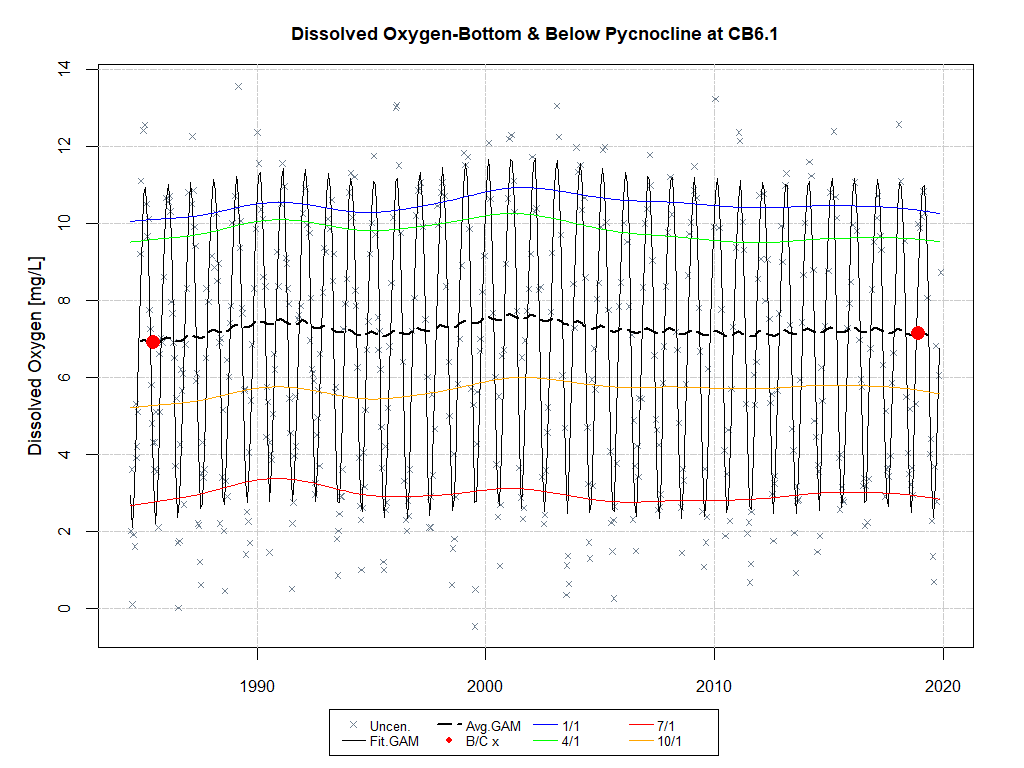 Dissolved Oxygen-Bottom & Below Pycnocline at CB6.1
Dissolved Oxygen [mg/L]
14
12
10
8
6
4
2
0
1990 2000 2010 2020
Uncen. Avg.GAM 1/1 7/1
Fit.GAM B/C x 4/1 10/1